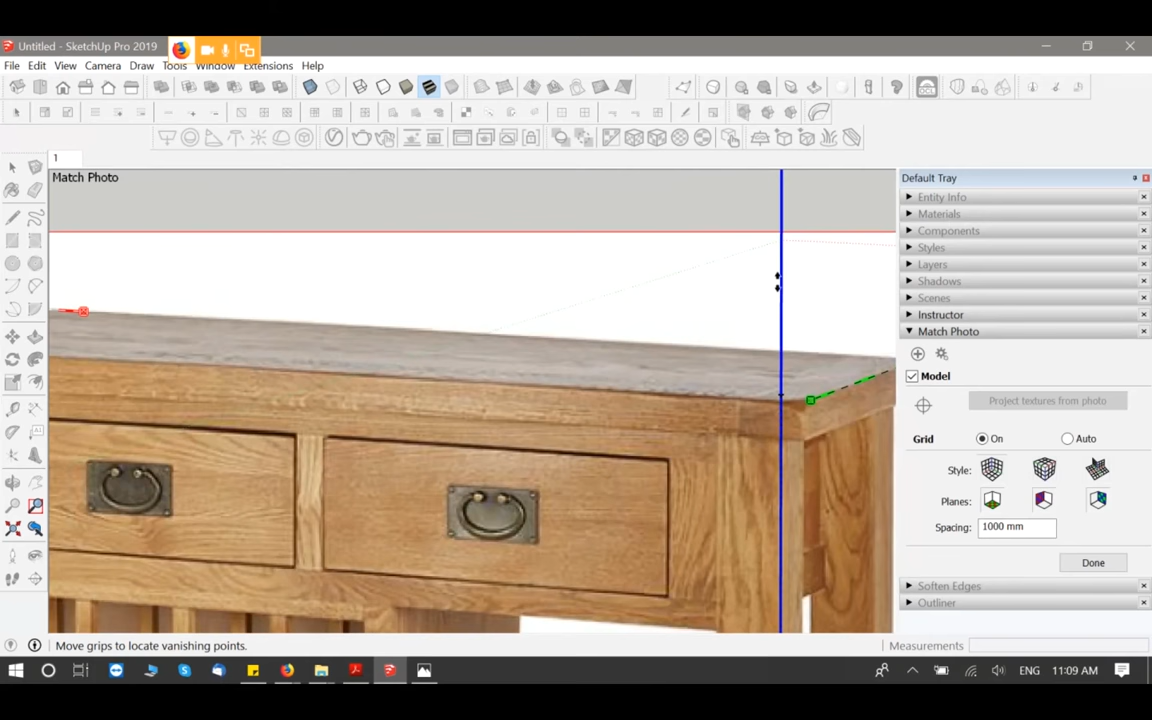 Untitled - SketchUp Pro 2019
File Edit View Camera Draw Tools Window Extensions Help
1
Match Photo
Default Tray
Entity Info
Materials
Components
Styles
Layers
Shadows
Scenes
Instructor
Match Photo
Model
Project textures from photo
Grid On Auto
Style:
Planes:
Spacing: 1000 mm
Done
Soften Edges
Outliner
Move grips to locate vanishing points.
Measurements
ENG 11:09 AM